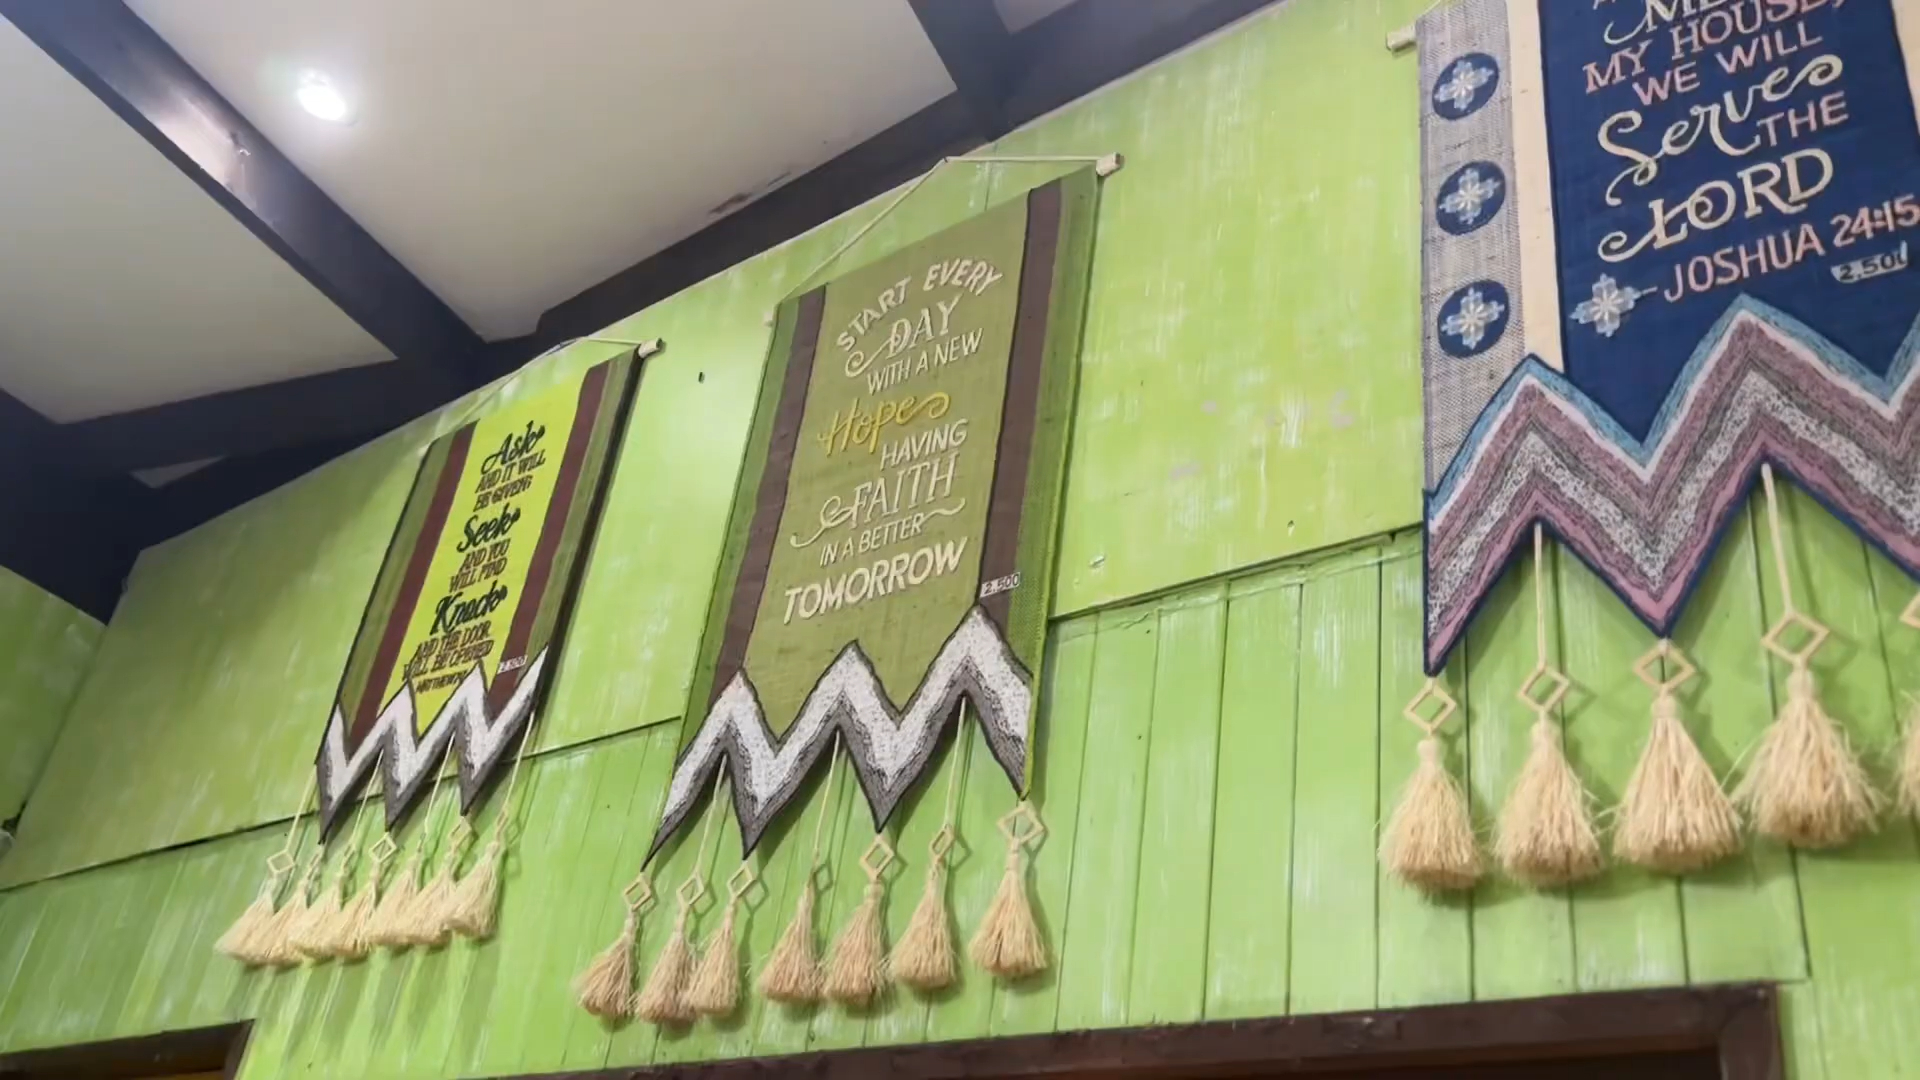 Ask
AND IT WILL
BE GIVEN;
Seek
AND YOU
WILL FIND
Knock
AND THE DOOR
WILL BE OPENED
2.500
START EVERY
DAY
WITH A NEW
Hope
HAVING
FAITH
IN A BETTER
TOMORROW
2.500
MY HOUSE,
WE WILL
Serve
THE
LORD
-JOSHUA 24:15
2.500